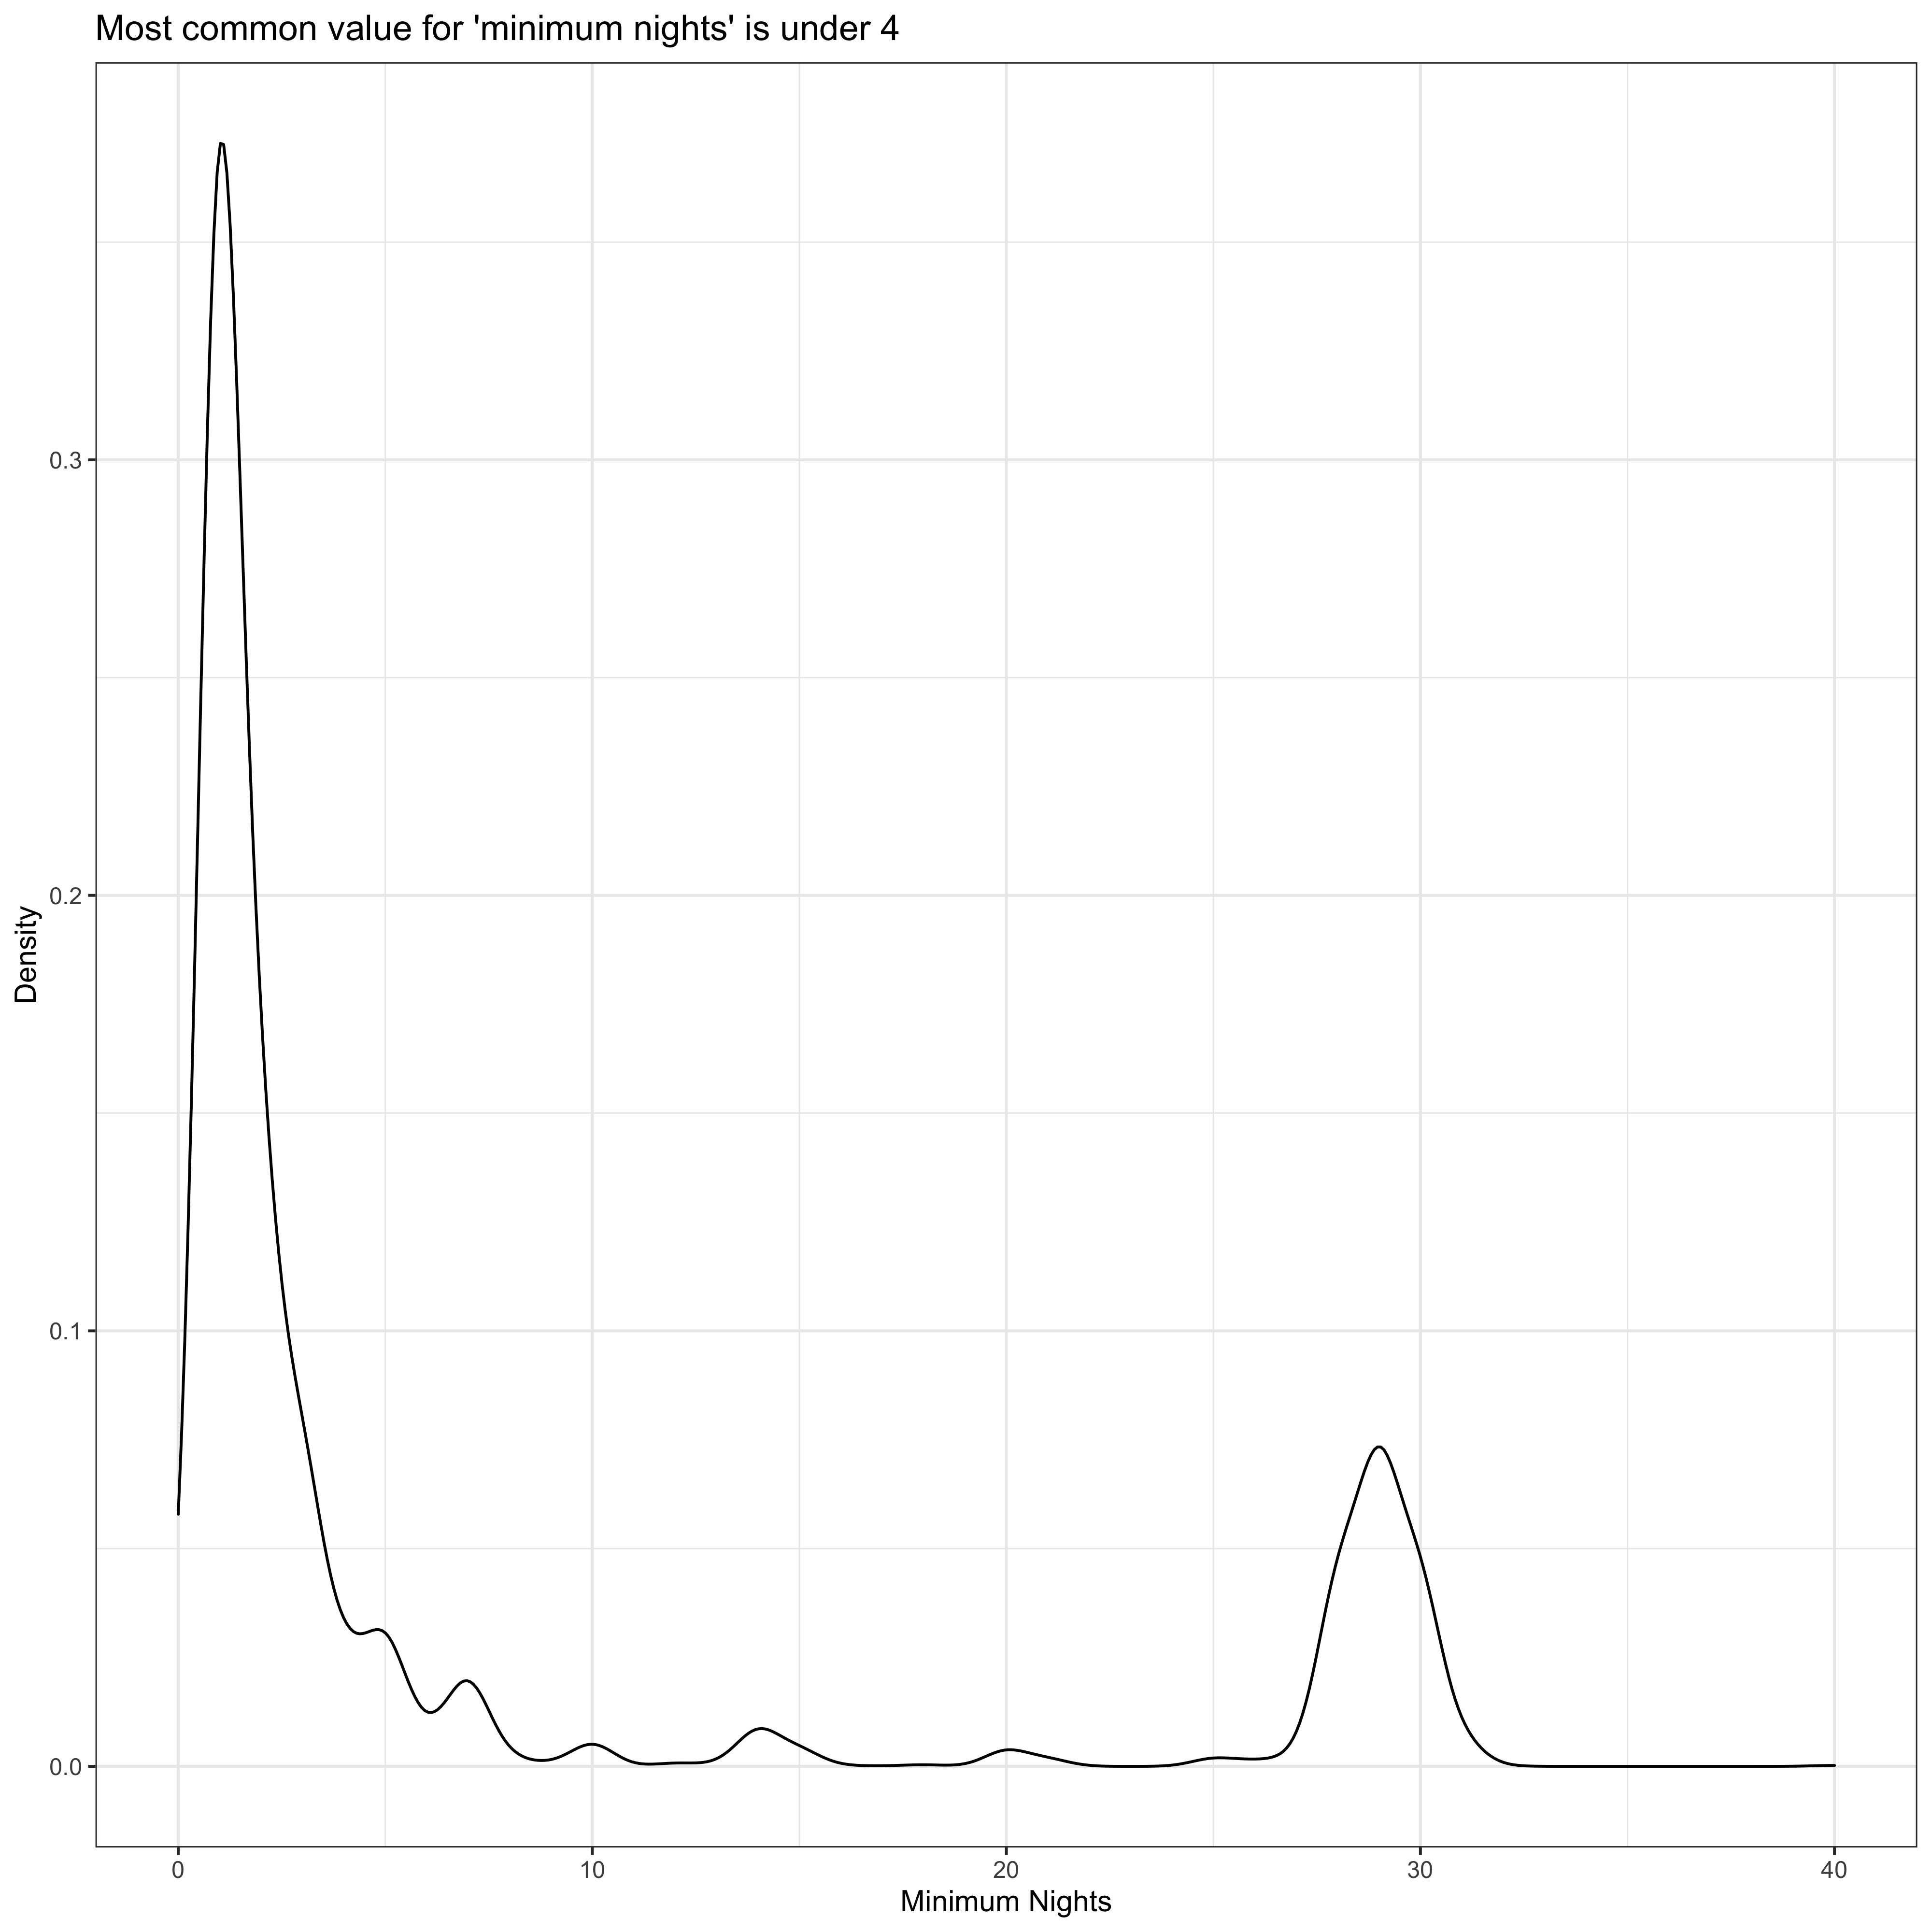 Most common value for 'minimum nights' is under 4
0.3
0.2
0.1
0.0
Density
0 10 20 30 40
Minimum Nights